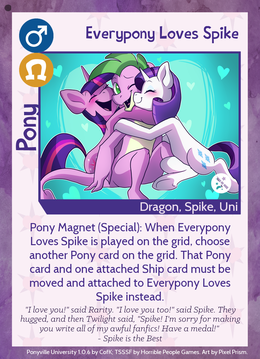 Everypony Loves Spike
Pony
Dragon, Spike, Uni
Pony Magnet (Special): When Everypony
Loves Spike is played on the grid, choose
another Pony card on the grid. That Pony
card and one attached Ship card must be
moved and attached to Everypony Loves
Spike instead.
"I love you!" said Rarity. "I love you too!" said Spike. They
hugged, and then Twilight said, "Spike! I'm sorry for making
you write all of my awful fanfics! Have a medal!"
- Spike is the Best
Ponyville University 1.0.6 by CofK, TSSSF by Horrible People Games. Art by Pixel Prism.